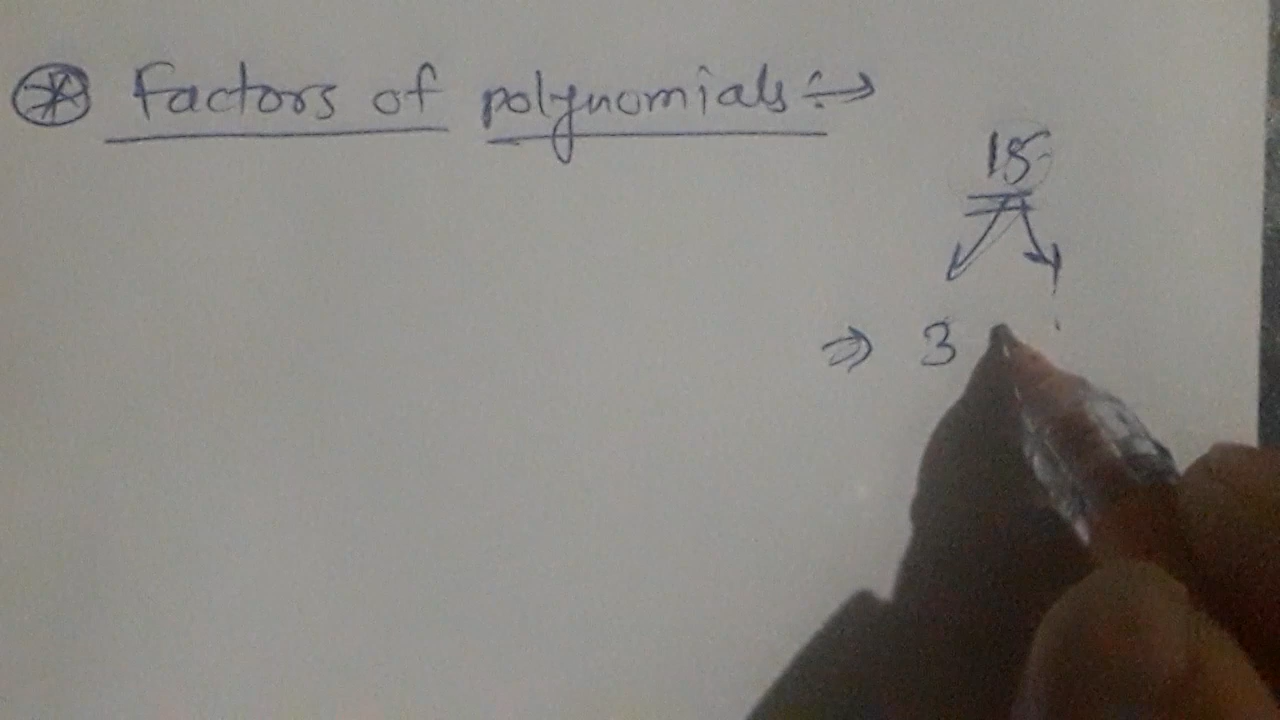 Factors of polynomials :→
15
⇒ 3